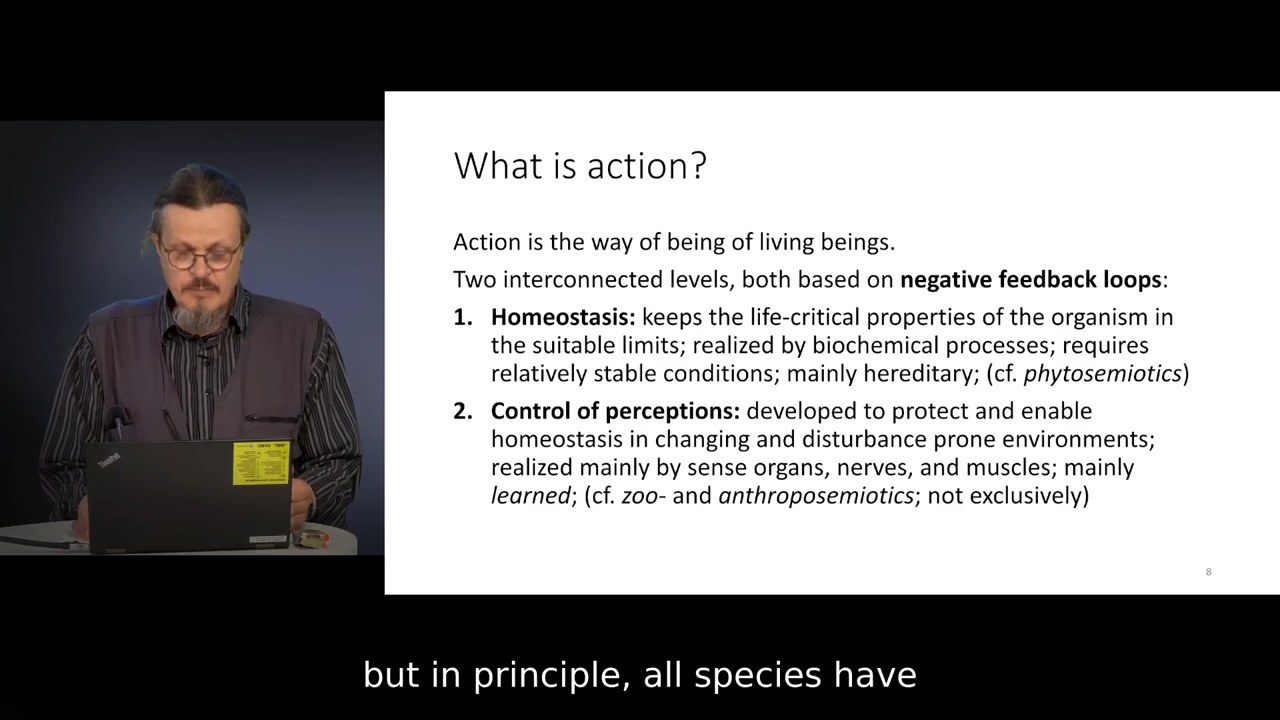 What is action?
Action is the way of being of living beings.
Two interconnected levels, both based on negative feedback loops:
1. Homeostasis: keeps the life-critical properties of the organism in
the suitable limits; realized by biochemical processes; requires
relatively stable conditions; mainly hereditary; (cf. phytosemiotics)
2. Control of perceptions: developed to protect and enable
homeostasis in changing and disturbance prone environments;
realized mainly by sense organs, nerves, and muscles; mainly
learned; (cf. zoo- and anthroposemiotics; not exclusively)
8
ThinkPad
but in principle, all species have